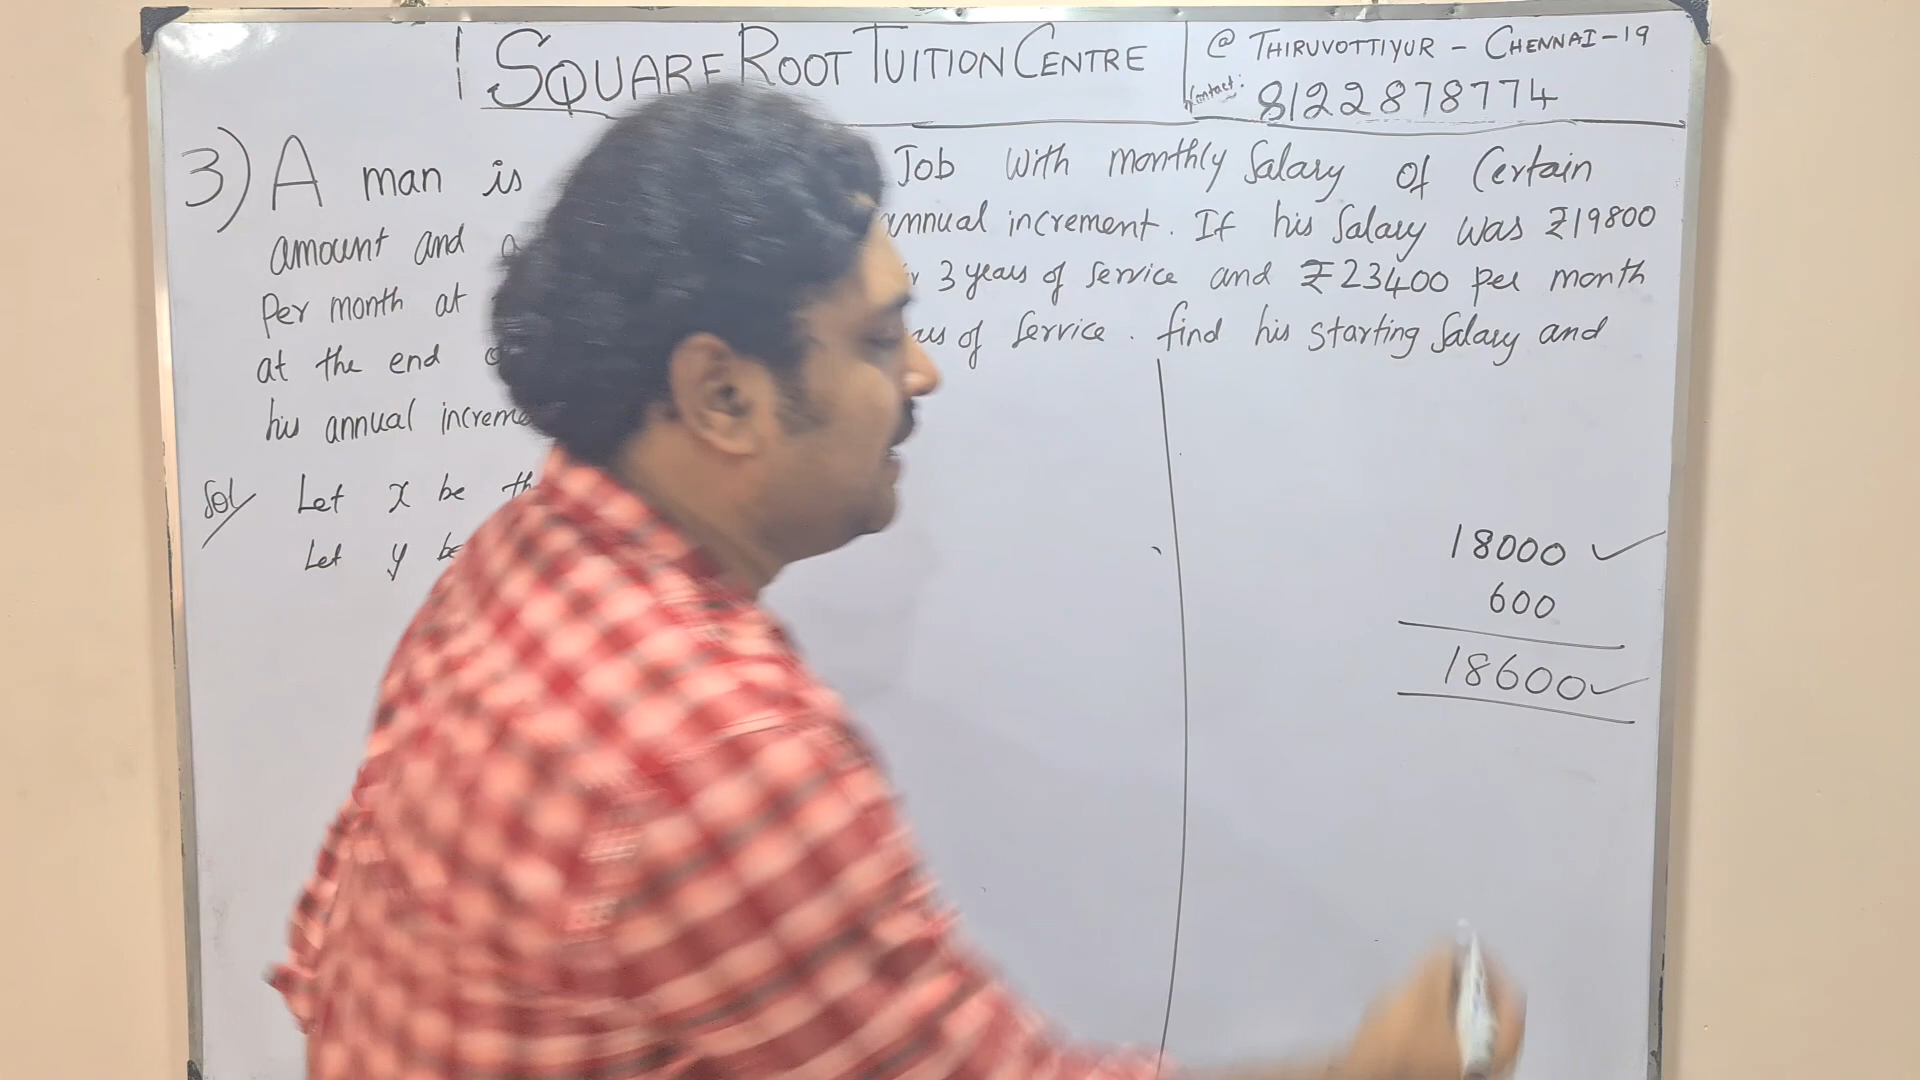 SQUARE ROOT TUITION CENTRE
@ THIRUVOTTIYUR - CHENNAI-19
Contact: 8122878774
3) A man is Job with monthly Salary of Certain
amount and annual increment. If his Salary was ₹19800
Per month at 3 years of Service and ₹23400 per month
at the end of Service. find his starting Salary and
his annual increme
Sol Let x be th
Let y be
18000 ✓
600
18600 ✓